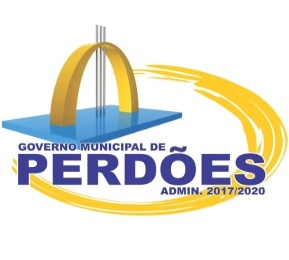 GOVERNO MUNICIPAL DE
PERDÕES
ADMIN. 2017/2020